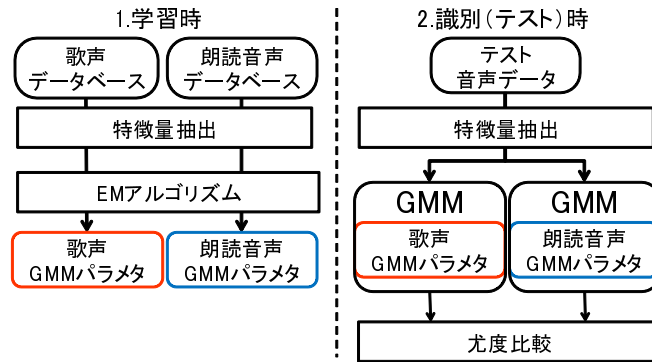 1.学習時
歌声
データベース
朗読音声
データベース
特徴量抽出
EMアルゴリズム
歌声
GMMパラメタ
朗読音声
GMMパラメタ
2.識別(テスト)時
テスト
音声データ
特徴量抽出
GMM
歌声
GMMパラメタ
GMM
朗読音声
GMMパラメタ
尤度比較